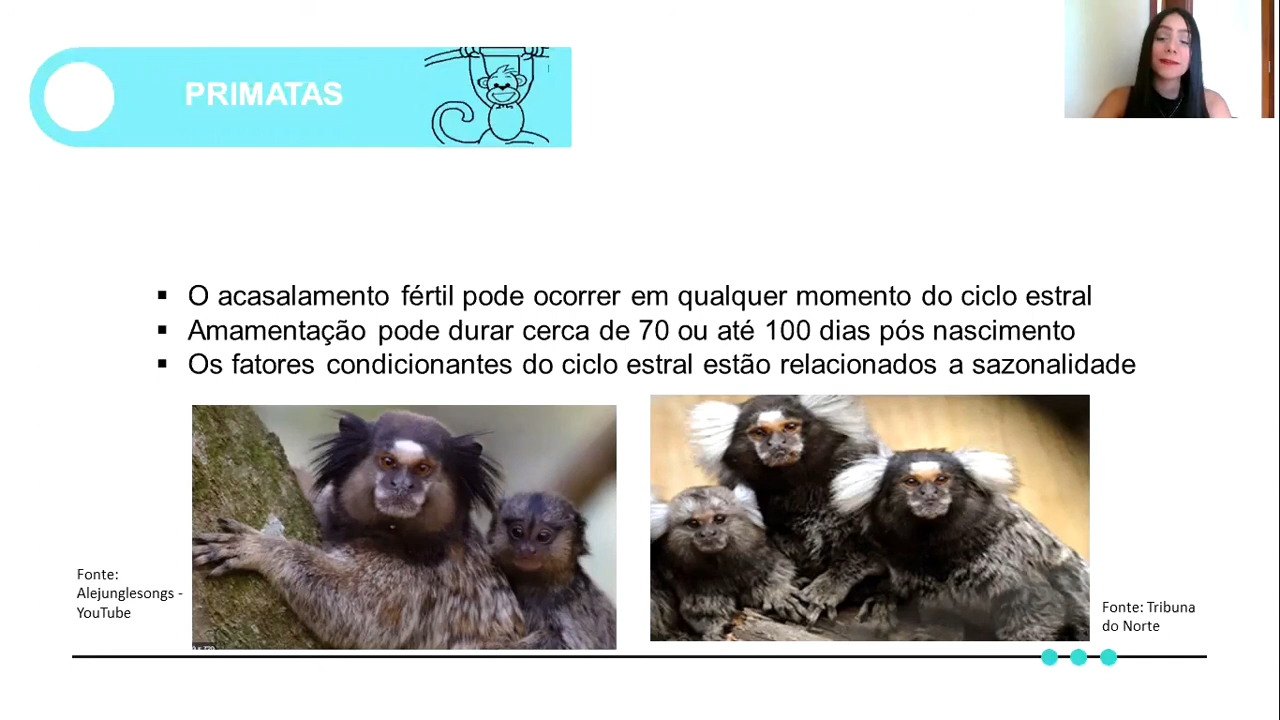 PRIMATAS
▪ O acasalamento fértil pode ocorrer em qualquer momento do ciclo estral
▪ Amamentação pode durar cerca de 70 ou até 100 dias pós nascimento
▪ Os fatores condicionantes do ciclo estral estão relacionados a sazonalidade
Fonte:
Alejunglesongs -
YouTube
Fonte: Tribuna
do Norte